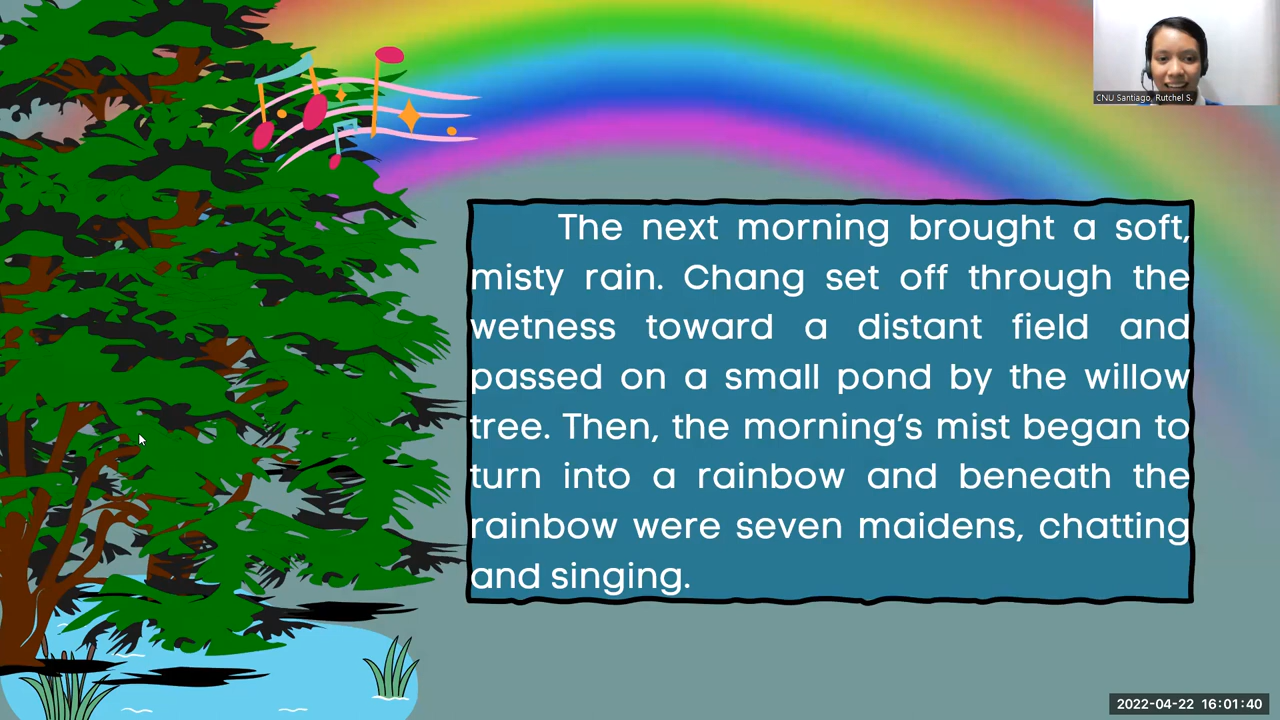 CNU Santiago, Rutchel S.
The next morning brought a soft,
misty rain. Chang set off through the
wetness toward a distant field and
passed on a small pond by the willow
tree. Then, the morning’s mist began to
turn into a rainbow and beneath the
rainbow were seven maidens, chatting
and singing.
2022-04-22 16:01:40